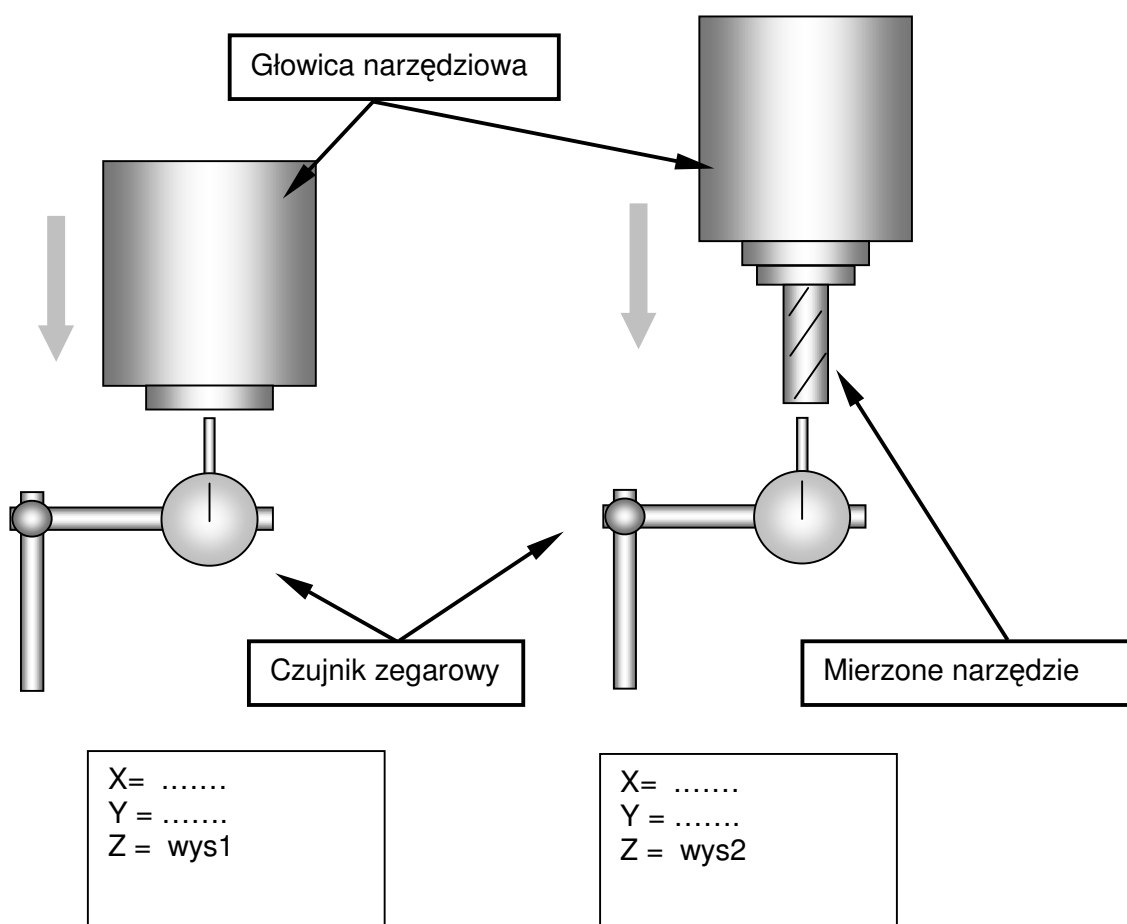 Głowica narzędziowa
Czujnik zegarowy
Mierzone narzędzie
X= .......
Y = .......
Z = wys1
X= .......
Y = .......
Z = wys2